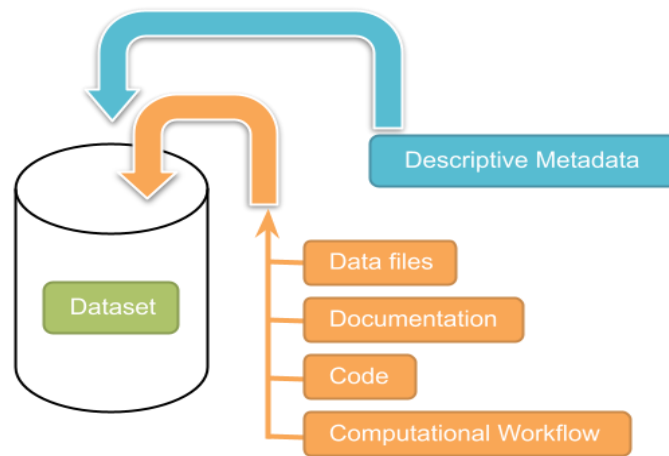 Descriptive Metadata
Data files
Dataset
Documentation
Code
Computational Workflow